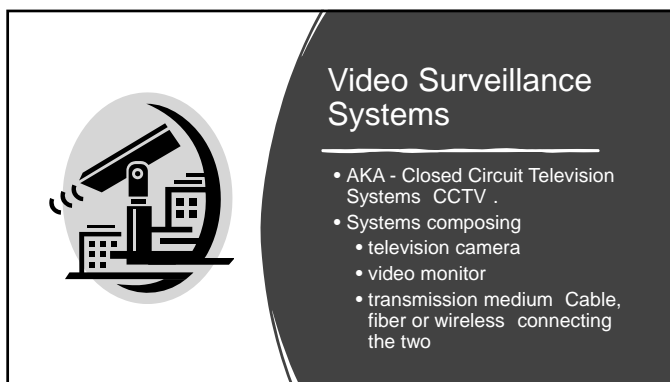 Video Surveillance
Systems
• AKA - Closed Circuit Television
Systems CCTV .
• Systems composing
• television camera
• video monitor
• transmission medium Cable,
fiber or wireless connecting
the two